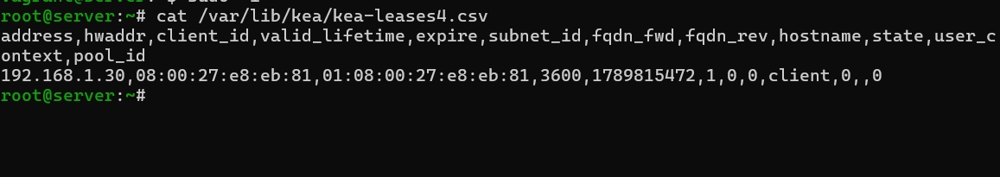 root@server:~# cat /var/lib/kea/kea-leases4.csv
address,hwaddr,client_id,valid_lifetime,expire,subnet_id,fqdn_fwd,fqdn_rev,hostname,state,user_c
ontext,pool_id
192.168.1.30,08:00:27:e8:eb:81,01:08:00:27:e8:eb:81,3600,1789815472,1,0,0,client,0,,0
root@server:~#